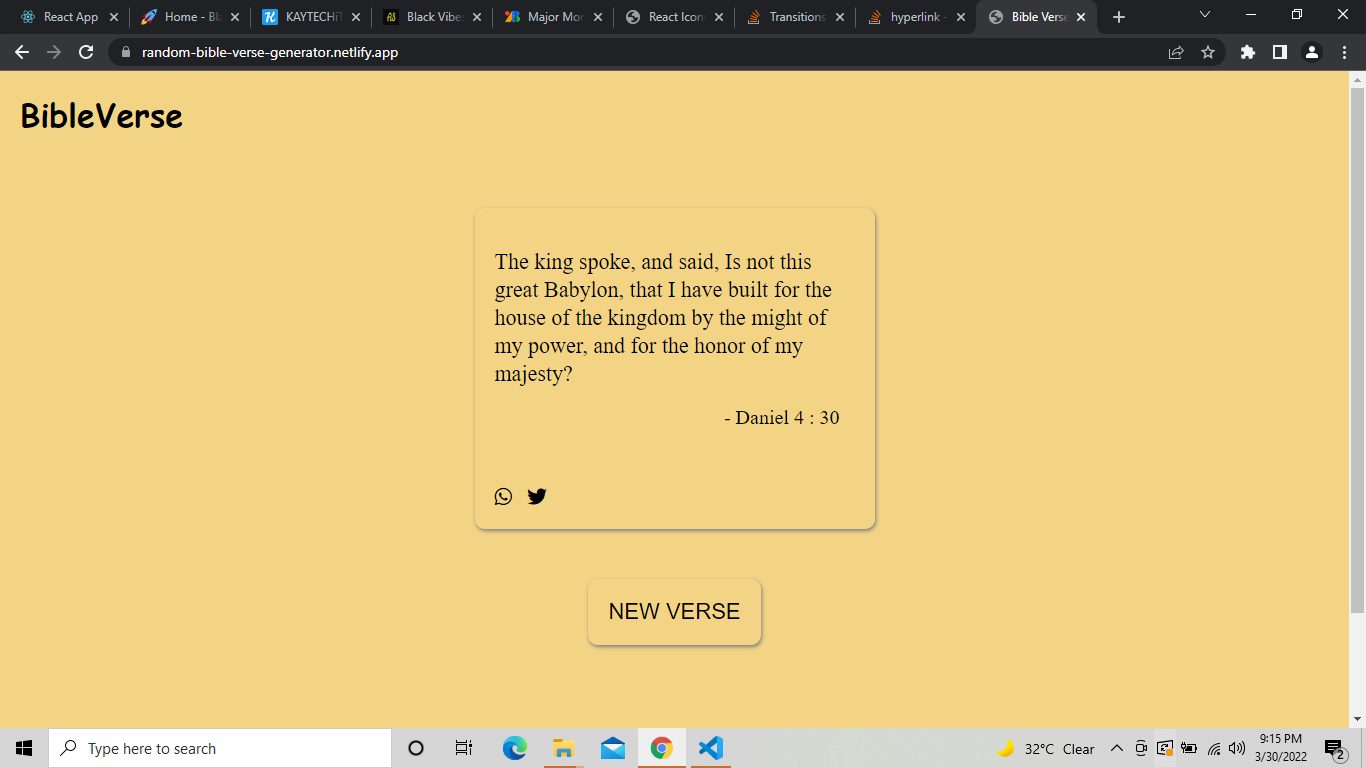 React App
Home - Bla
KAYTECHiT
Black Vibe
Major Mor
React Icon
Transitions
hyperlink -
Bible Verse
random-bible-verse-generator.netlify.app
BibleVerse
The king spoke, and said, Is not this
great Babylon, that I have built for the
house of the kingdom by the might of
my power, and for the honor of my
majesty?
- Daniel 4 : 30
NEW VERSE
Type here to search
32°C Clear
9:15 PM
3/30/2022
2